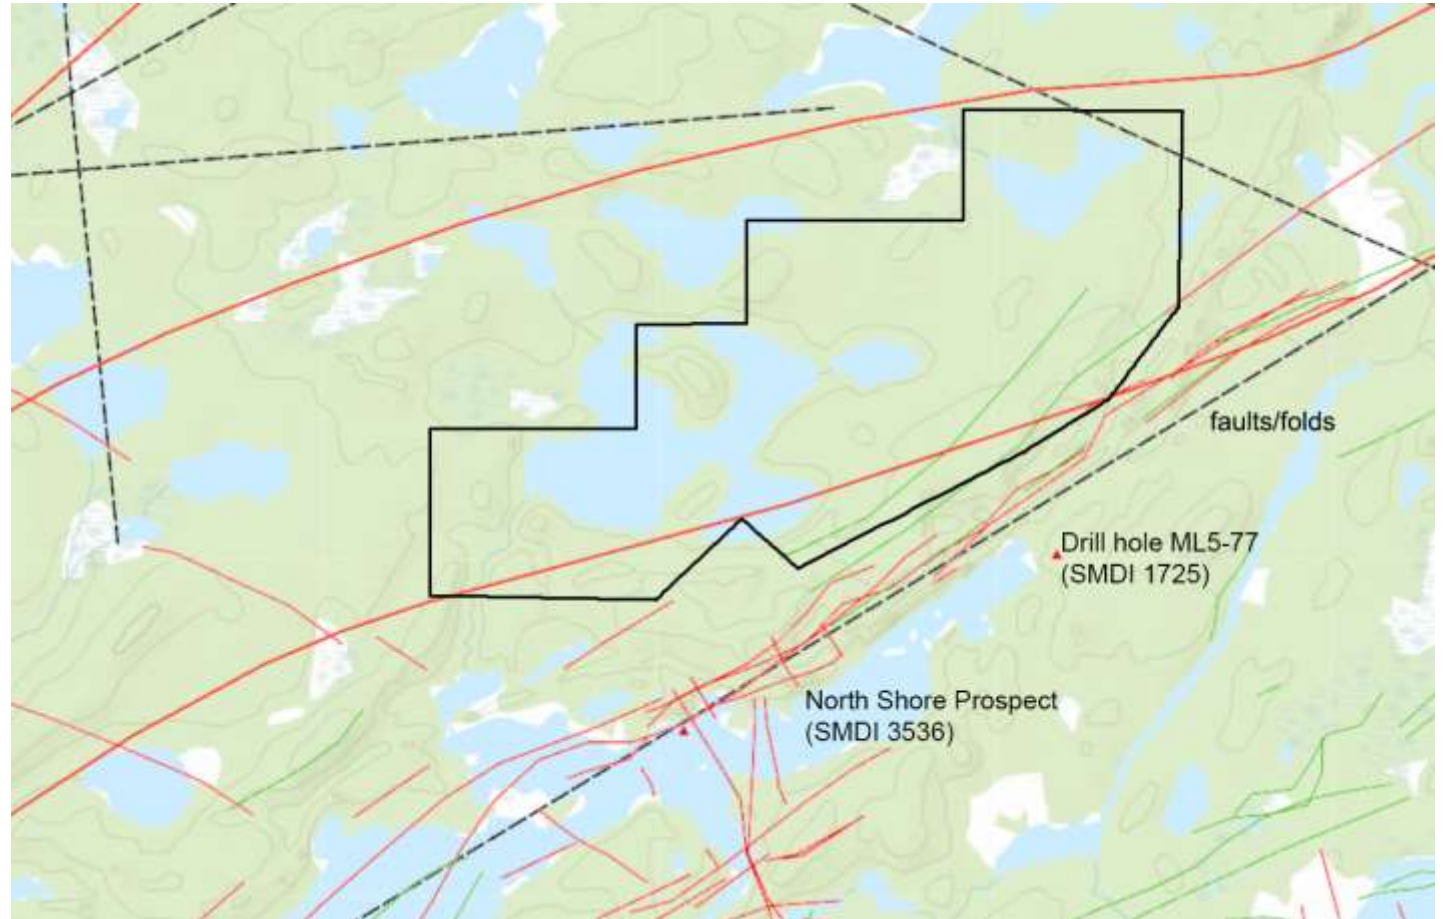 faults/folds
Drill hole ML5-77
(SMDI 1725)
North Shore Prospect
(SMDI 3536)